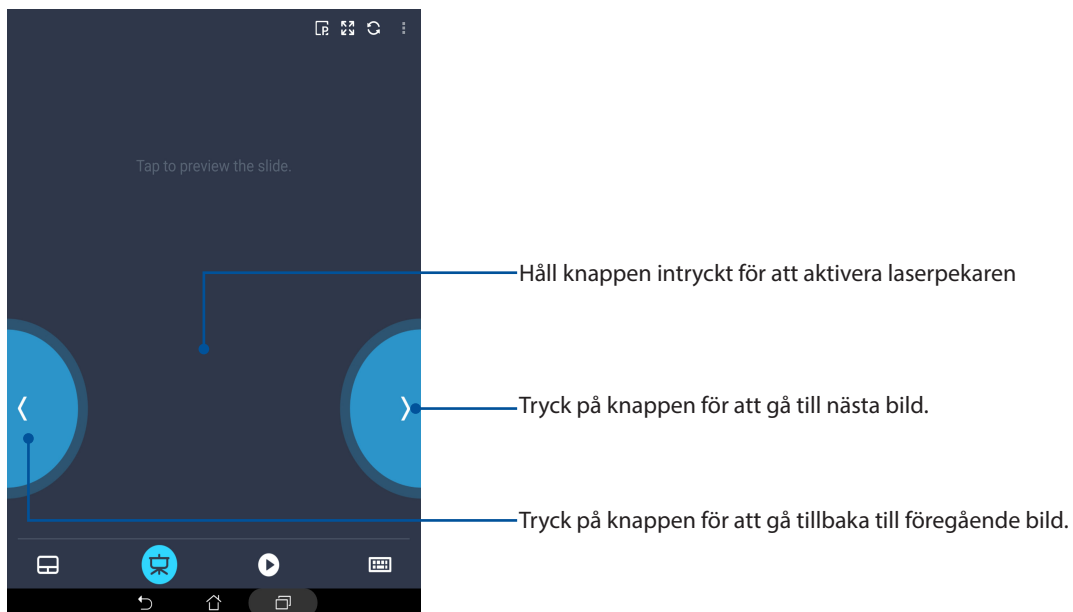 Tap to preview the slide.
Håll knappen intryckt för att aktivera laserpekaren
Tryck på knappen för att gå till nästa bild.
Tryck på knappen för att gå tillbaka till föregående bild.